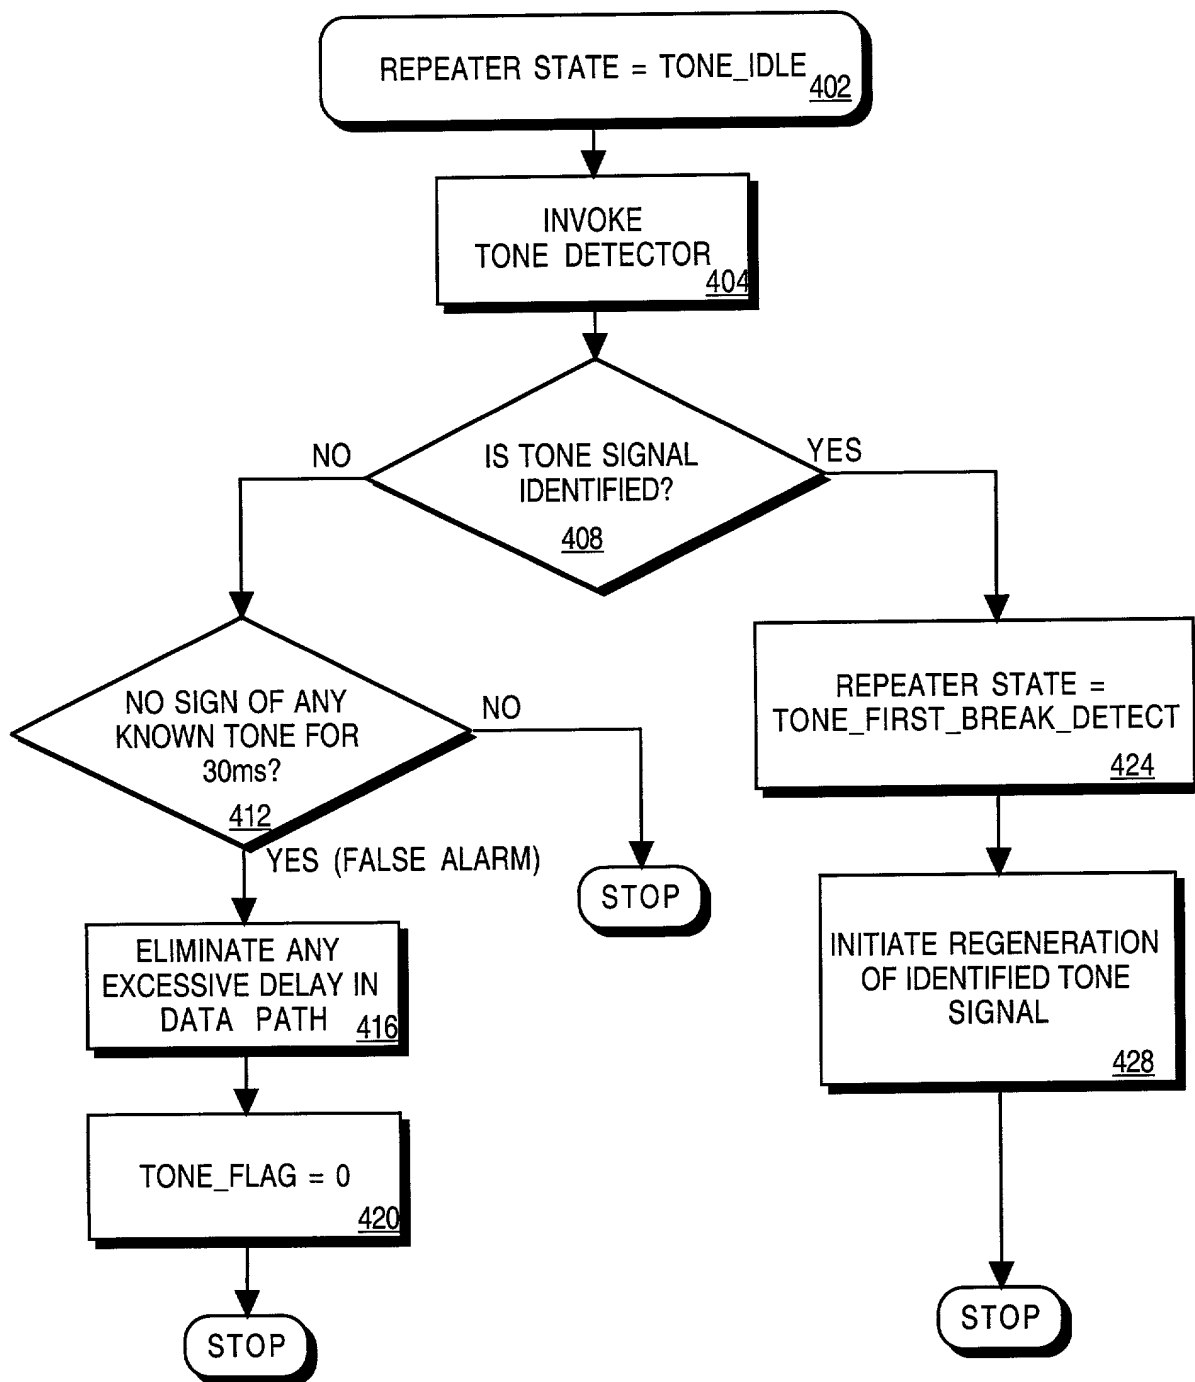 REPEATER STATE = TONE_IDLE
402
INVOKE
TONE DETECTOR
404
NO
IS TONE SIGNAL
IDENTIFIED?
408
YES
NO SIGN OF ANY
KNOWN TONE FOR
30ms?
412
NO
YES (FALSE ALARM)
STOP
REPEATER STATE =
TONE_FIRST_BREAK_DETECT
424
ELIMINATE ANY
EXCESSIVE DELAY IN
DATA PATH
416
INITIATE REGENERATION
OF IDENTIFIED TONE
SIGNAL
428
TONE_FLAG = 0
420
STOP
STOP